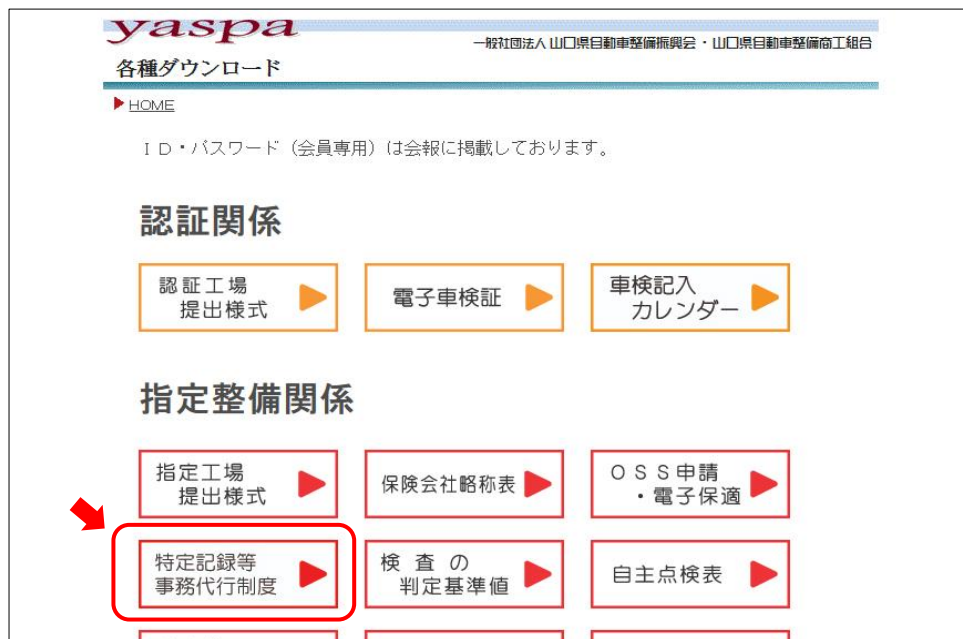 yaspa
一般社団法人 山口県自動車整備振興会・山口県自動車整備商工組合
各種ダウンロード
HOME
ＩＤ・パスワード（会員専用）は会報に掲載しております。
認証関係
認証工場
提出様式
電子車検証
車検記入
カレンダー
指定整備関係
指定工場
提出様式
保険会社略称表
ＯＳＳ申請
・電子保適
特定記録等
事務代行制度
検査の
判定基準値
自主点検表